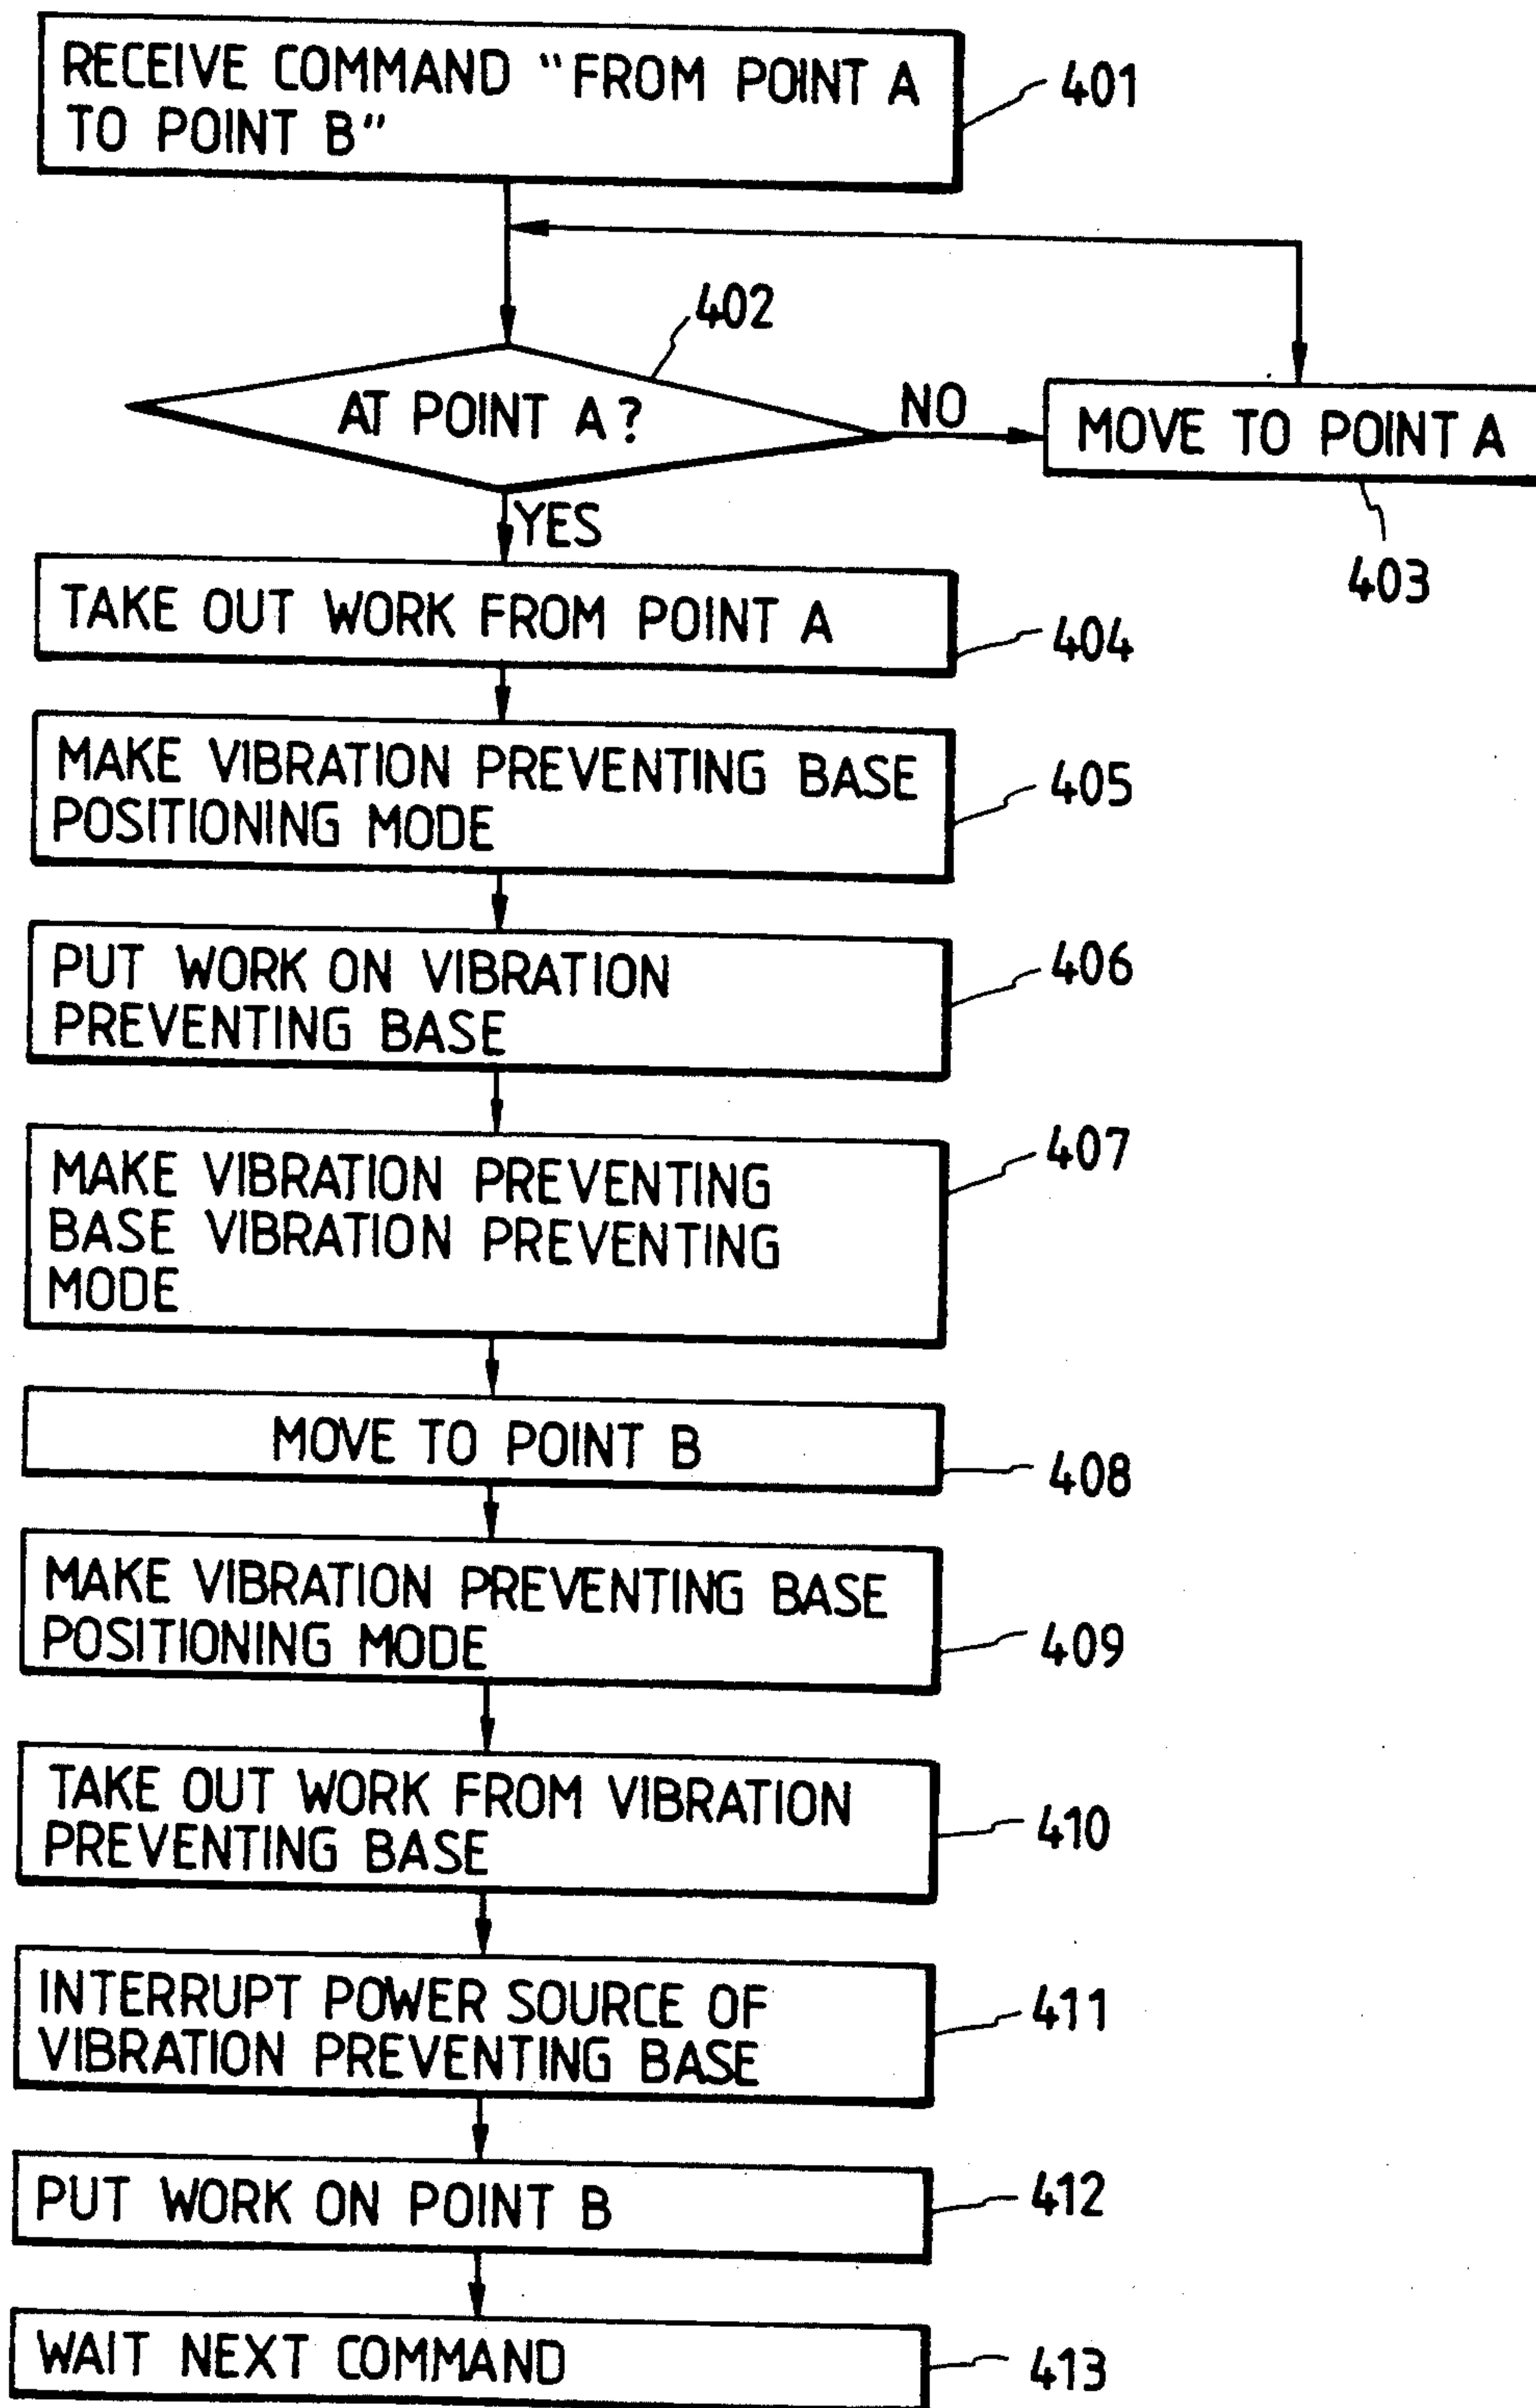 RECEIVE COMMAND "FROM POINT A
TO POINT B"
401
402
AT POINT A?
NO
MOVE TO POINT A
403
YES
TAKE OUT WORK FROM POINT A
404
MAKE VIBRATION PREVENTING BASE
POSITIONING MODE
405
PUT WORK ON VIBRATION
PREVENTING BASE
406
MAKE VIBRATION PREVENTING
BASE VIBRATION PREVENTING
MODE
407
MOVE TO POINT B
408
MAKE VIBRATION PREVENTING BASE
POSITIONING MODE
409
TAKE OUT WORK FROM VIBRATION
PREVENTING BASE
410
INTERRUPT POWER SOURCE OF
VIBRATION PREVENTING BASE
411
PUT WORK ON POINT B
412
WAIT NEXT COMMAND
413